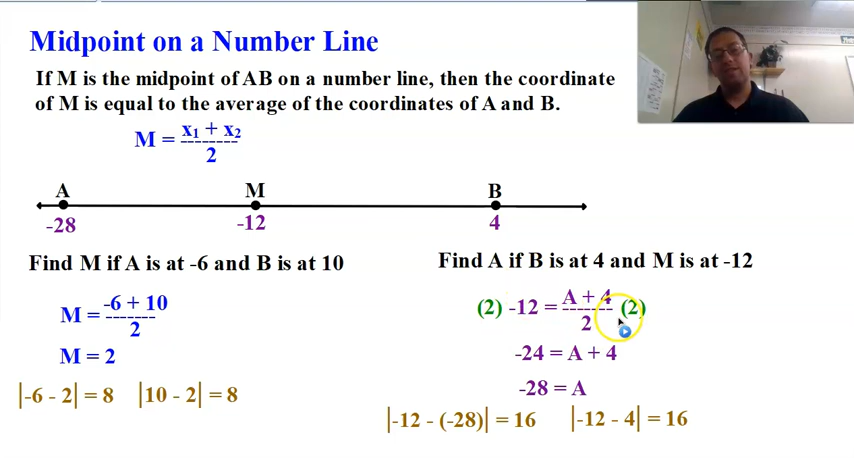 Midpoint on a Number Line
If M is the midpoint of AB on a number line, then the coordinate
of M is equal to the average of the coordinates of A and B.
M = (x₁ + x₂) / 2
A M B
-28 -12 4
Find M if A is at -6 and B is at 10
M = (-6 + 10) / 2
M = 2
|-6 - 2| = 8 |10 - 2| = 8
Find A if B is at 4 and M is at -12
(2) -12 = (A + 4) / 2 (2)
-24 = A + 4
-28 = A
|-12 - (-28)| = 16 |-12 - 4| = 16